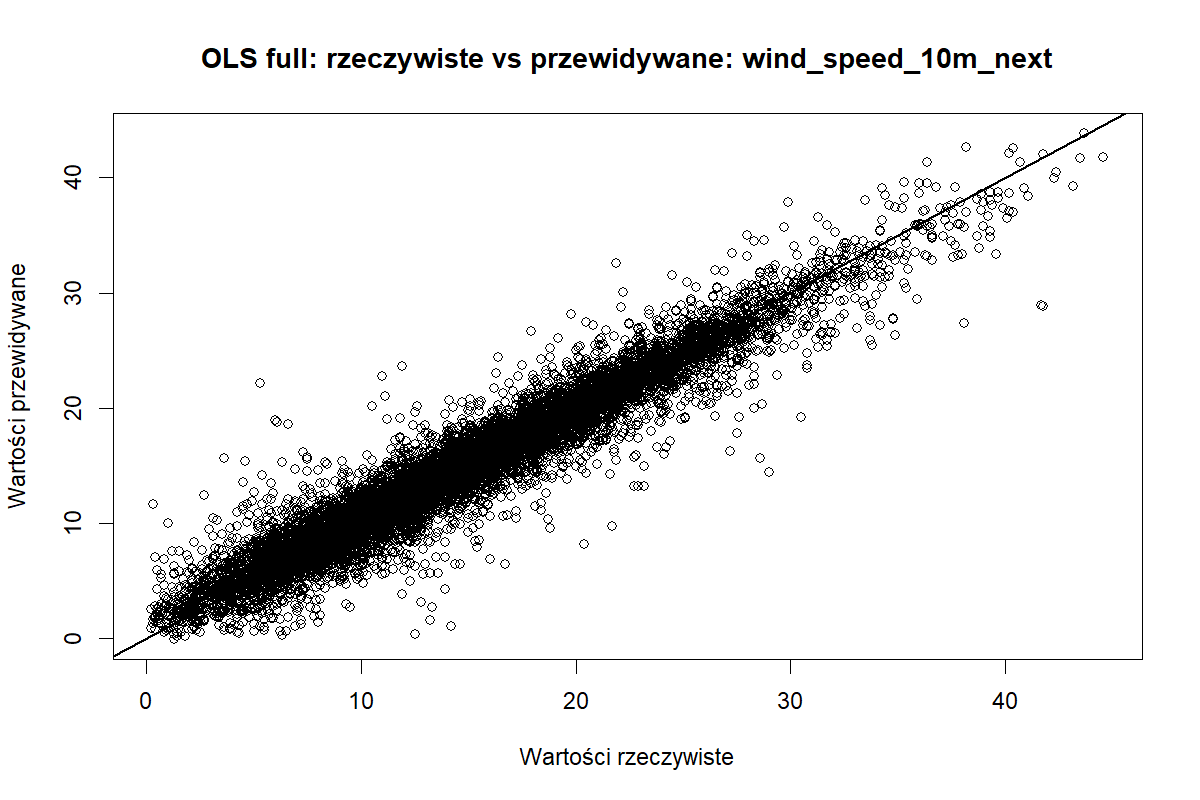 OLS full: rzeczywiste vs przewidywane: wind_speed_10m_next
Wartości przewidywane
40
30
20
10
0
0 10 20 30 40
Wartości rzeczywiste